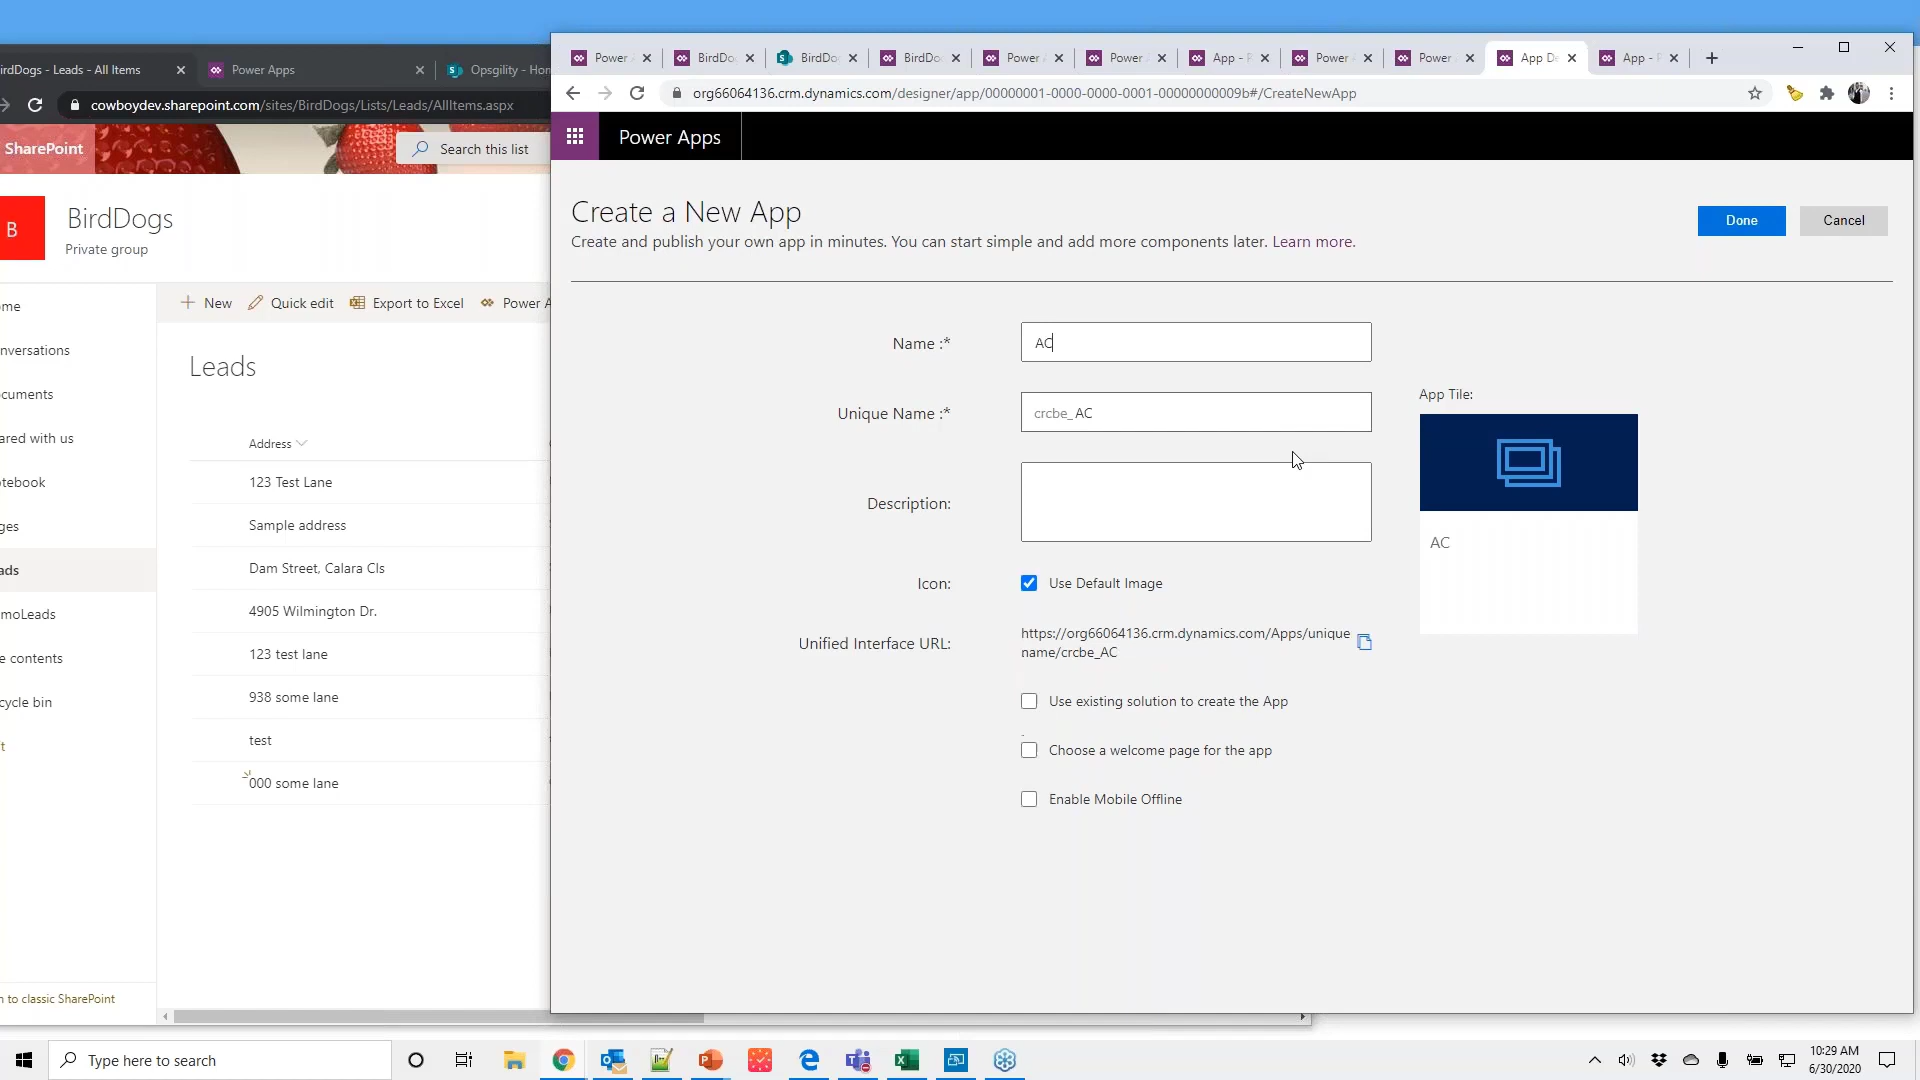 irdDogs - Leads - All Items
Power Apps
Opsgility - Hom
cowboydev.sharepoint.com/sites/BirdDogs/Lists/Leads/AllItems.aspx
SharePoint
Search this list
B
BirdDogs
Private group
me
nversations
cuments
ared with us
tebook
ges
ads
moLeads
e contents
cycle bin
t
n to classic SharePoint
New
Quick edit
Export to Excel
Power A
Leads
Address
123 Test Lane
Sample address
Dam Street, Calara Cls
4905 Wilmington Dr.
123 test lane
938 some lane
test
000 some lane
Power A
BirdDo
BirdDo
BirdDo
Power A
Power A
App - P
Power A
Power A
App De
App - P
org66064136.crm.dynamics.com/designer/app/00000001-0000-0000-0001-00000000009b#/CreateNewApp
Power Apps
Create a New App
Create and publish your own app in minutes. You can start simple and add more components later. Learn more.
Done
Cancel
Name :*
AC
Unique Name :*
crcbe_ AC
Description:
Icon:
Use Default Image
Unified Interface URL:
https://org66064136.crm.dynamics.com/Apps/unique
name/crcbe_AC
Use existing solution to create the App
Choose a welcome page for the app
Enable Mobile Offline
App Tile:
AC
Type here to search
10:29 AM
6/30/2020